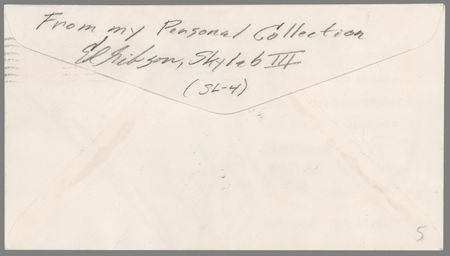 From my Personal Collection
Ed Gibson, Skylab III
(SL-4)
5